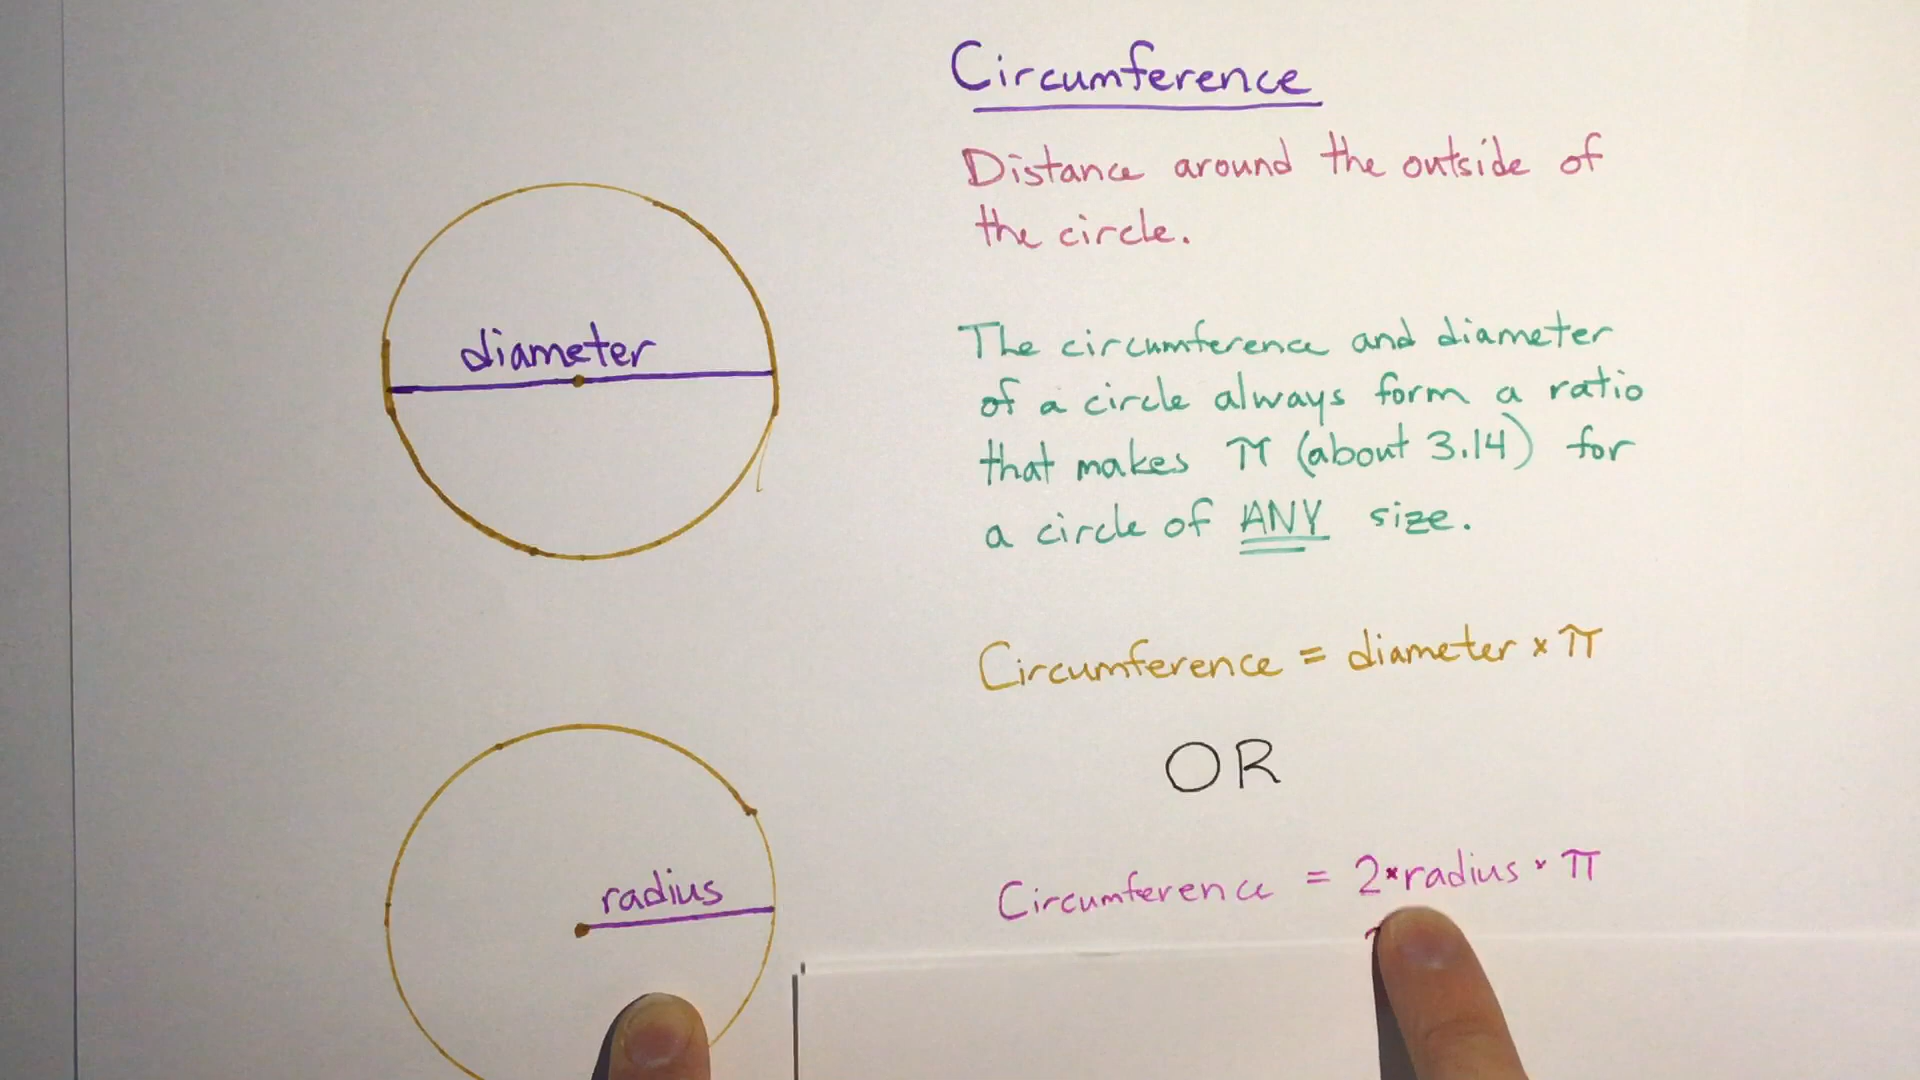 Circumference
Distance around the outside of
the circle.
diameter
The circumference and diameter
of a circle always form a ratio
that makes π (about 3.14) for
a circle of ANY size.
Circumference = diameter × π
OR
radius
Circumference = 2 × radius × π